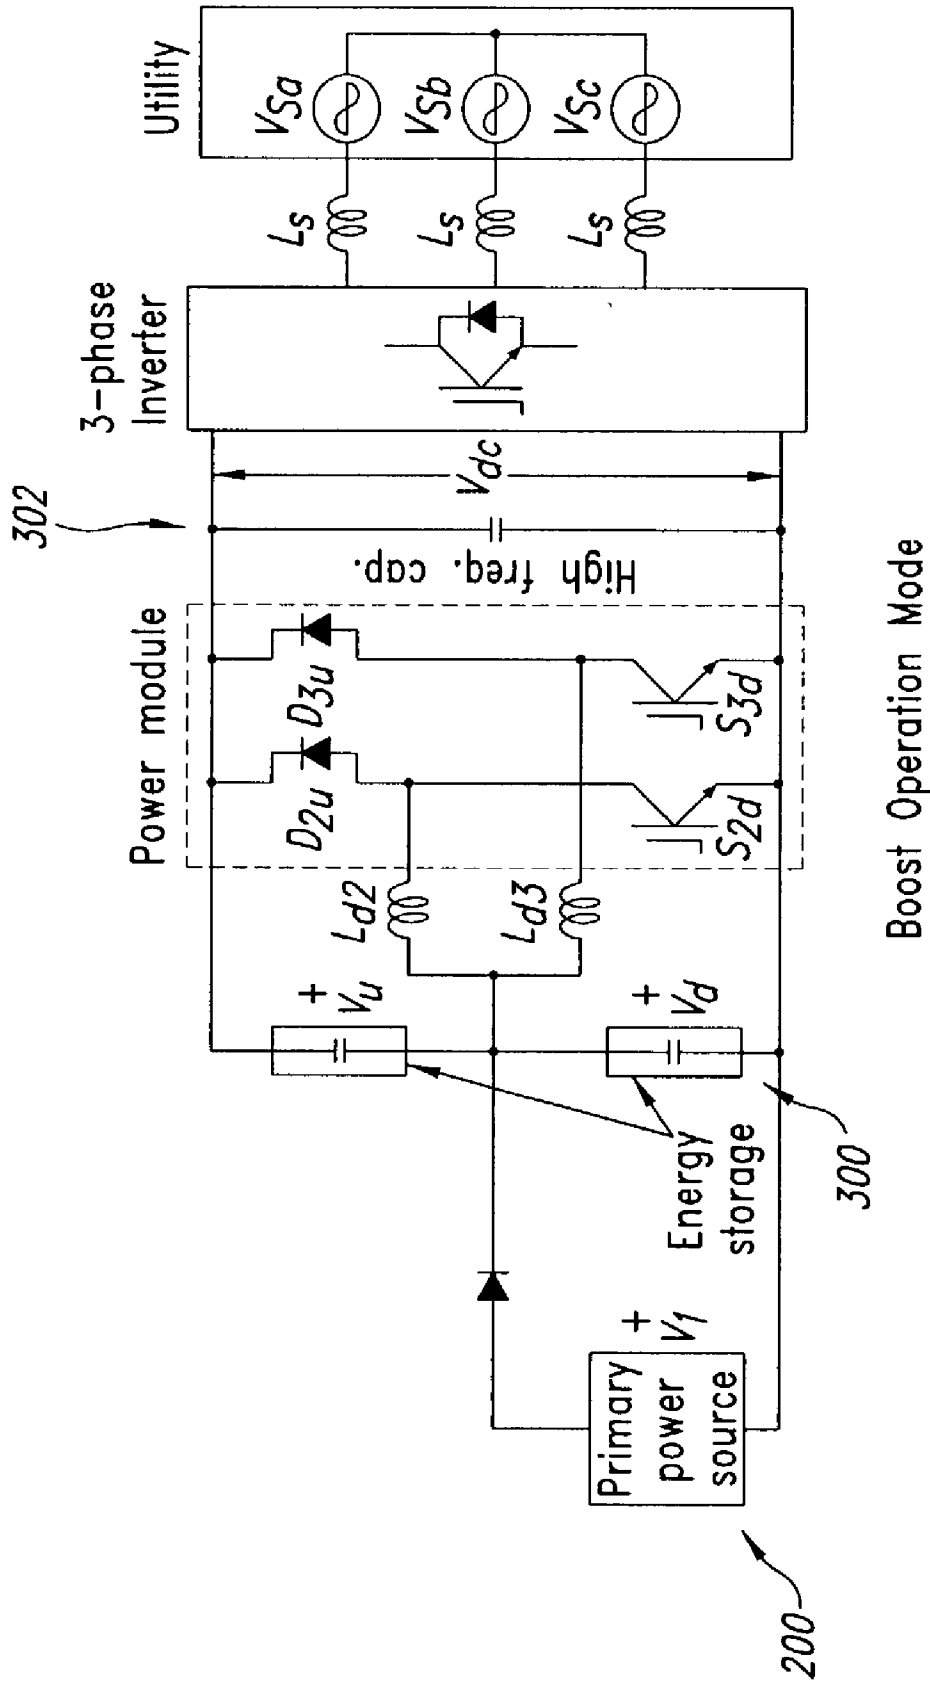 302
Power module
3-phase
Inverter
Utility
D2u
D3u
High freq. cap.
Vdc
Ls
Ls
Ls
VSa
VSb
VSc
+
Vu
Ld2
Ld3
+
Vd
S2d
S3d
Energy
storage
300
Primary
power
source
+
V1
200
Boost Operation Mode